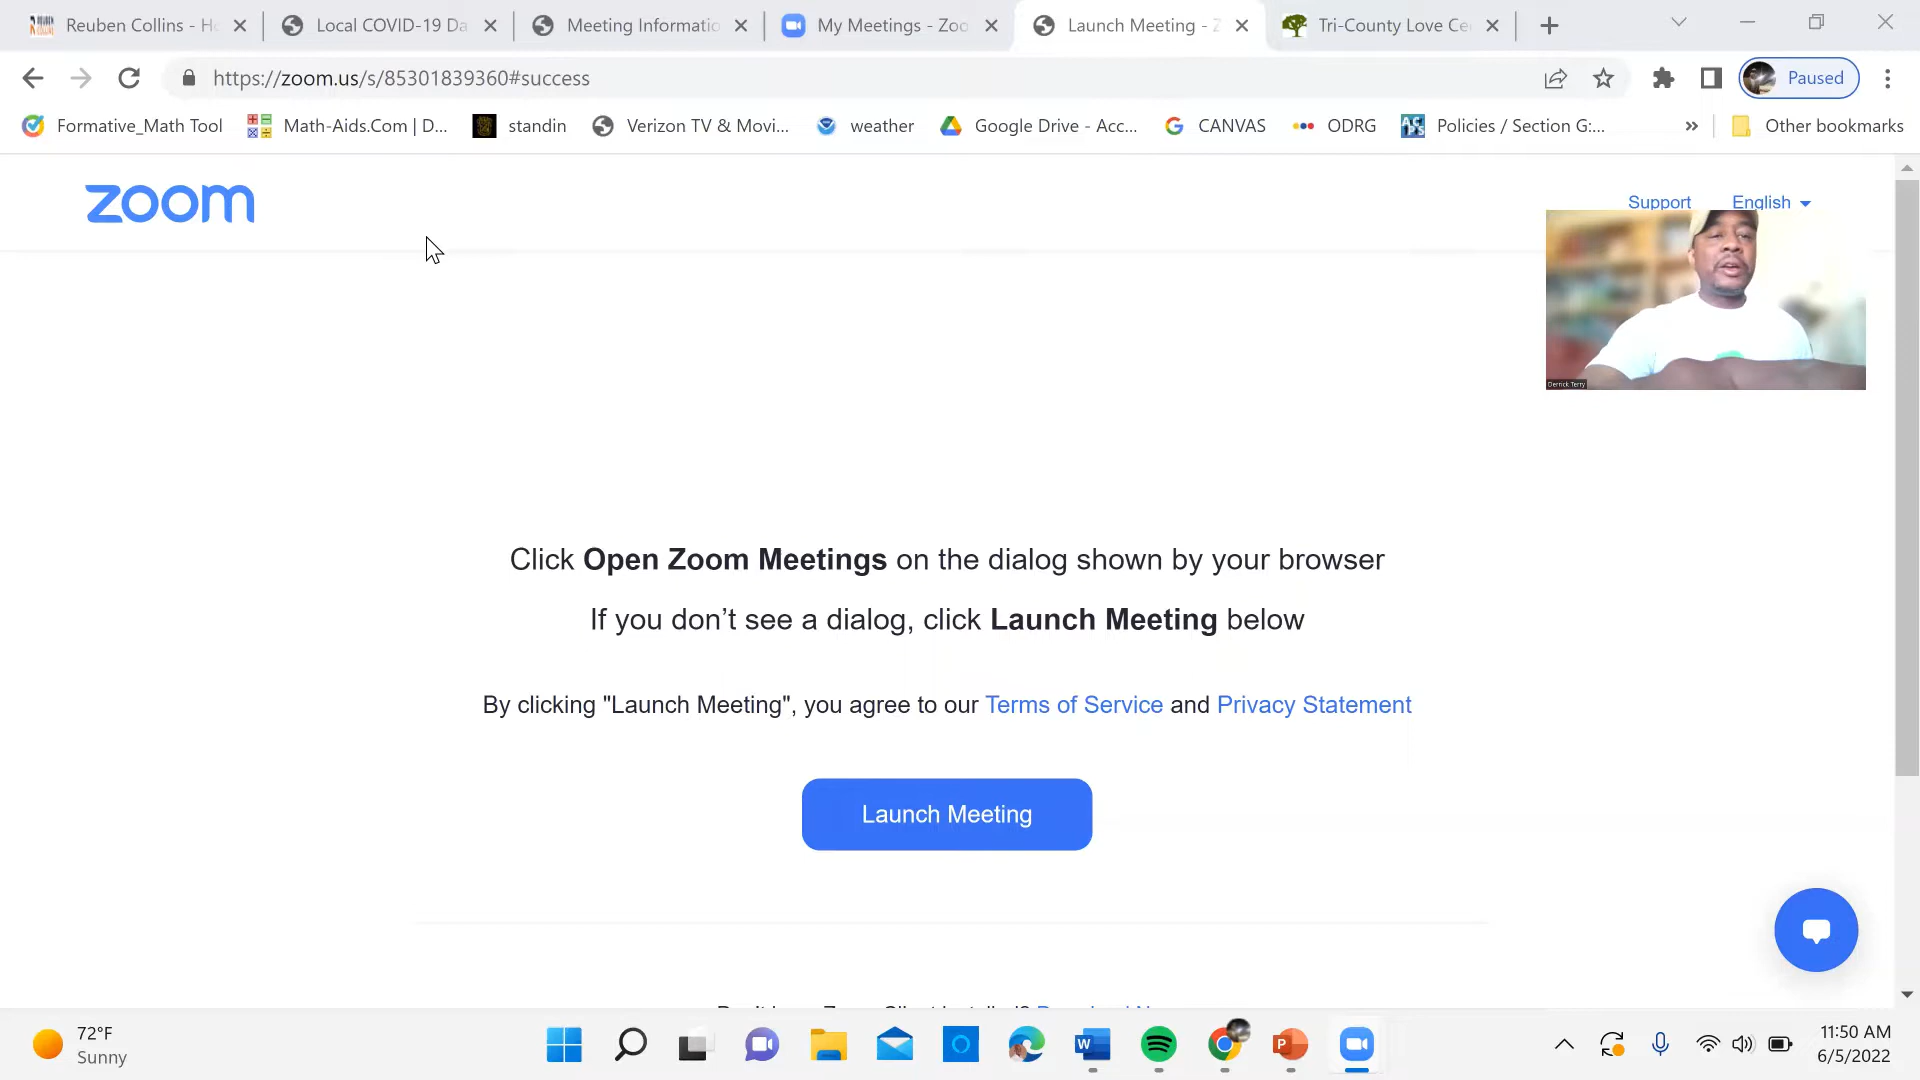 Reuben Collins - H
Local COVID-19 Da
Meeting Informatio
My Meetings - Zoo
Launch Meeting - Z
Tri-County Love Ce
https://zoom.us/s/85301839360#success
Paused
Formative_Math Tool
Math-Aids.Com | D...
standin
Verizon TV & Movi...
weather
Google Drive - Acc...
CANVAS
ODRG
Policies / Section G:...
Other bookmarks
zoom
Support
English
Derrick Terry
Click Open Zoom Meetings on the dialog shown by your browser
If you don’t see a dialog, click Launch Meeting below
By clicking "Launch Meeting", you agree to our Terms of Service and Privacy Statement
Launch Meeting
72°F
Sunny
11:50 AM
6/5/2022